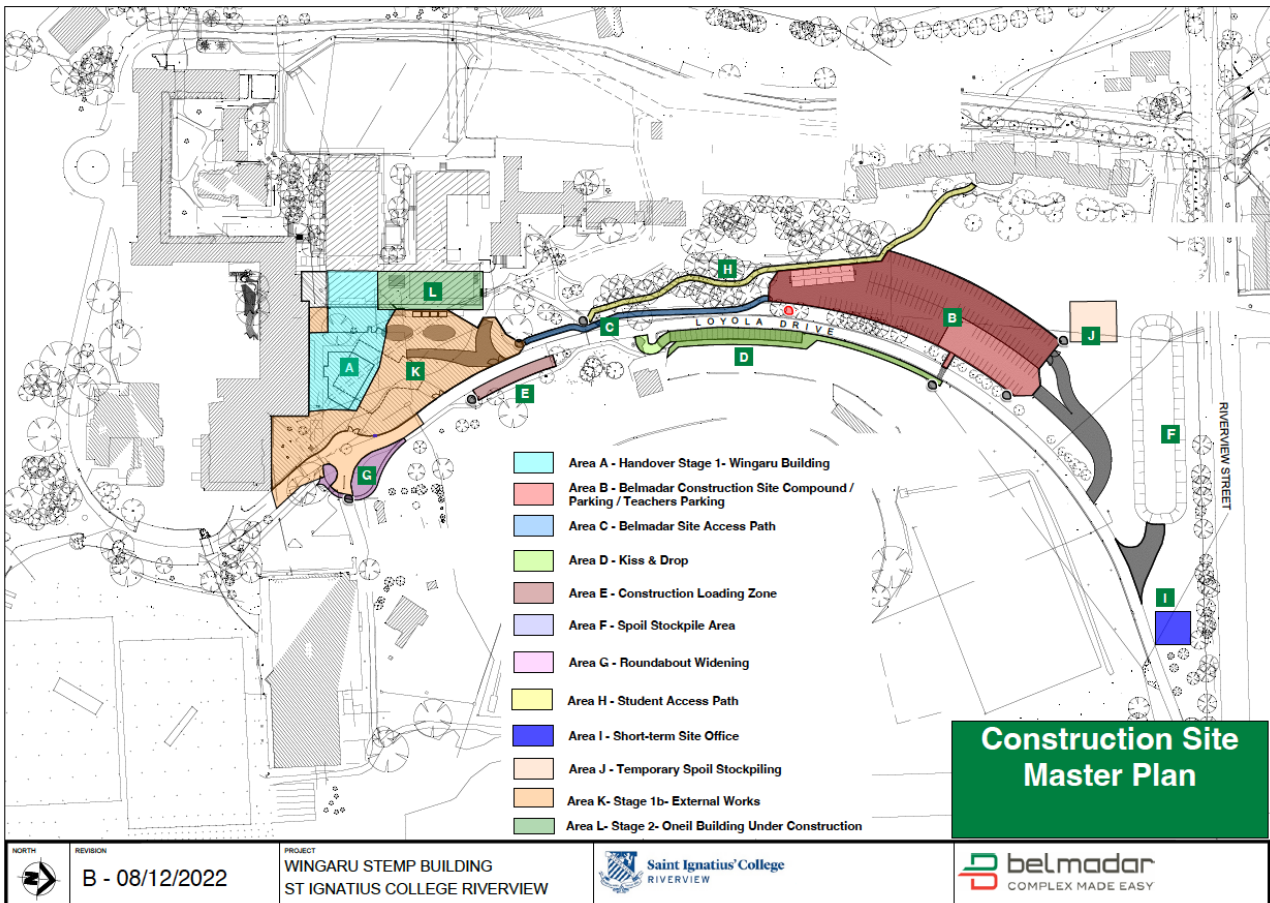 L
H
C
LOYOLA DRIVE
B
J
A
K
D
E
F
G
RIVERVIEW STREET
I
Area A - Handover Stage 1- Wingaru Building
Area B - Belmadar Construction Site Compound /
Parking / Teachers Parking
Area C - Belmadar Site Access Path
Area D - Kiss & Drop
Area E - Construction Loading Zone
Area F - Spoil Stockpile Area
Area G - Roundabout Widening
Area H - Student Access Path
Area I - Short-term Site Office
Area J - Temporary Spoil Stockpiling
Area K- Stage 1b- External Works
Area L- Stage 2- Oneil Building Under Construction
Construction Site
Master Plan
NORTH
N
REVISION
B - 08/12/2022
PROJECT
WINGARU STEMP BUILDING
ST IGNATIUS COLLEGE RIVERVIEW
Saint Ignatius' College
RIVERVIEW
belmadar
COMPLEX MADE EASY